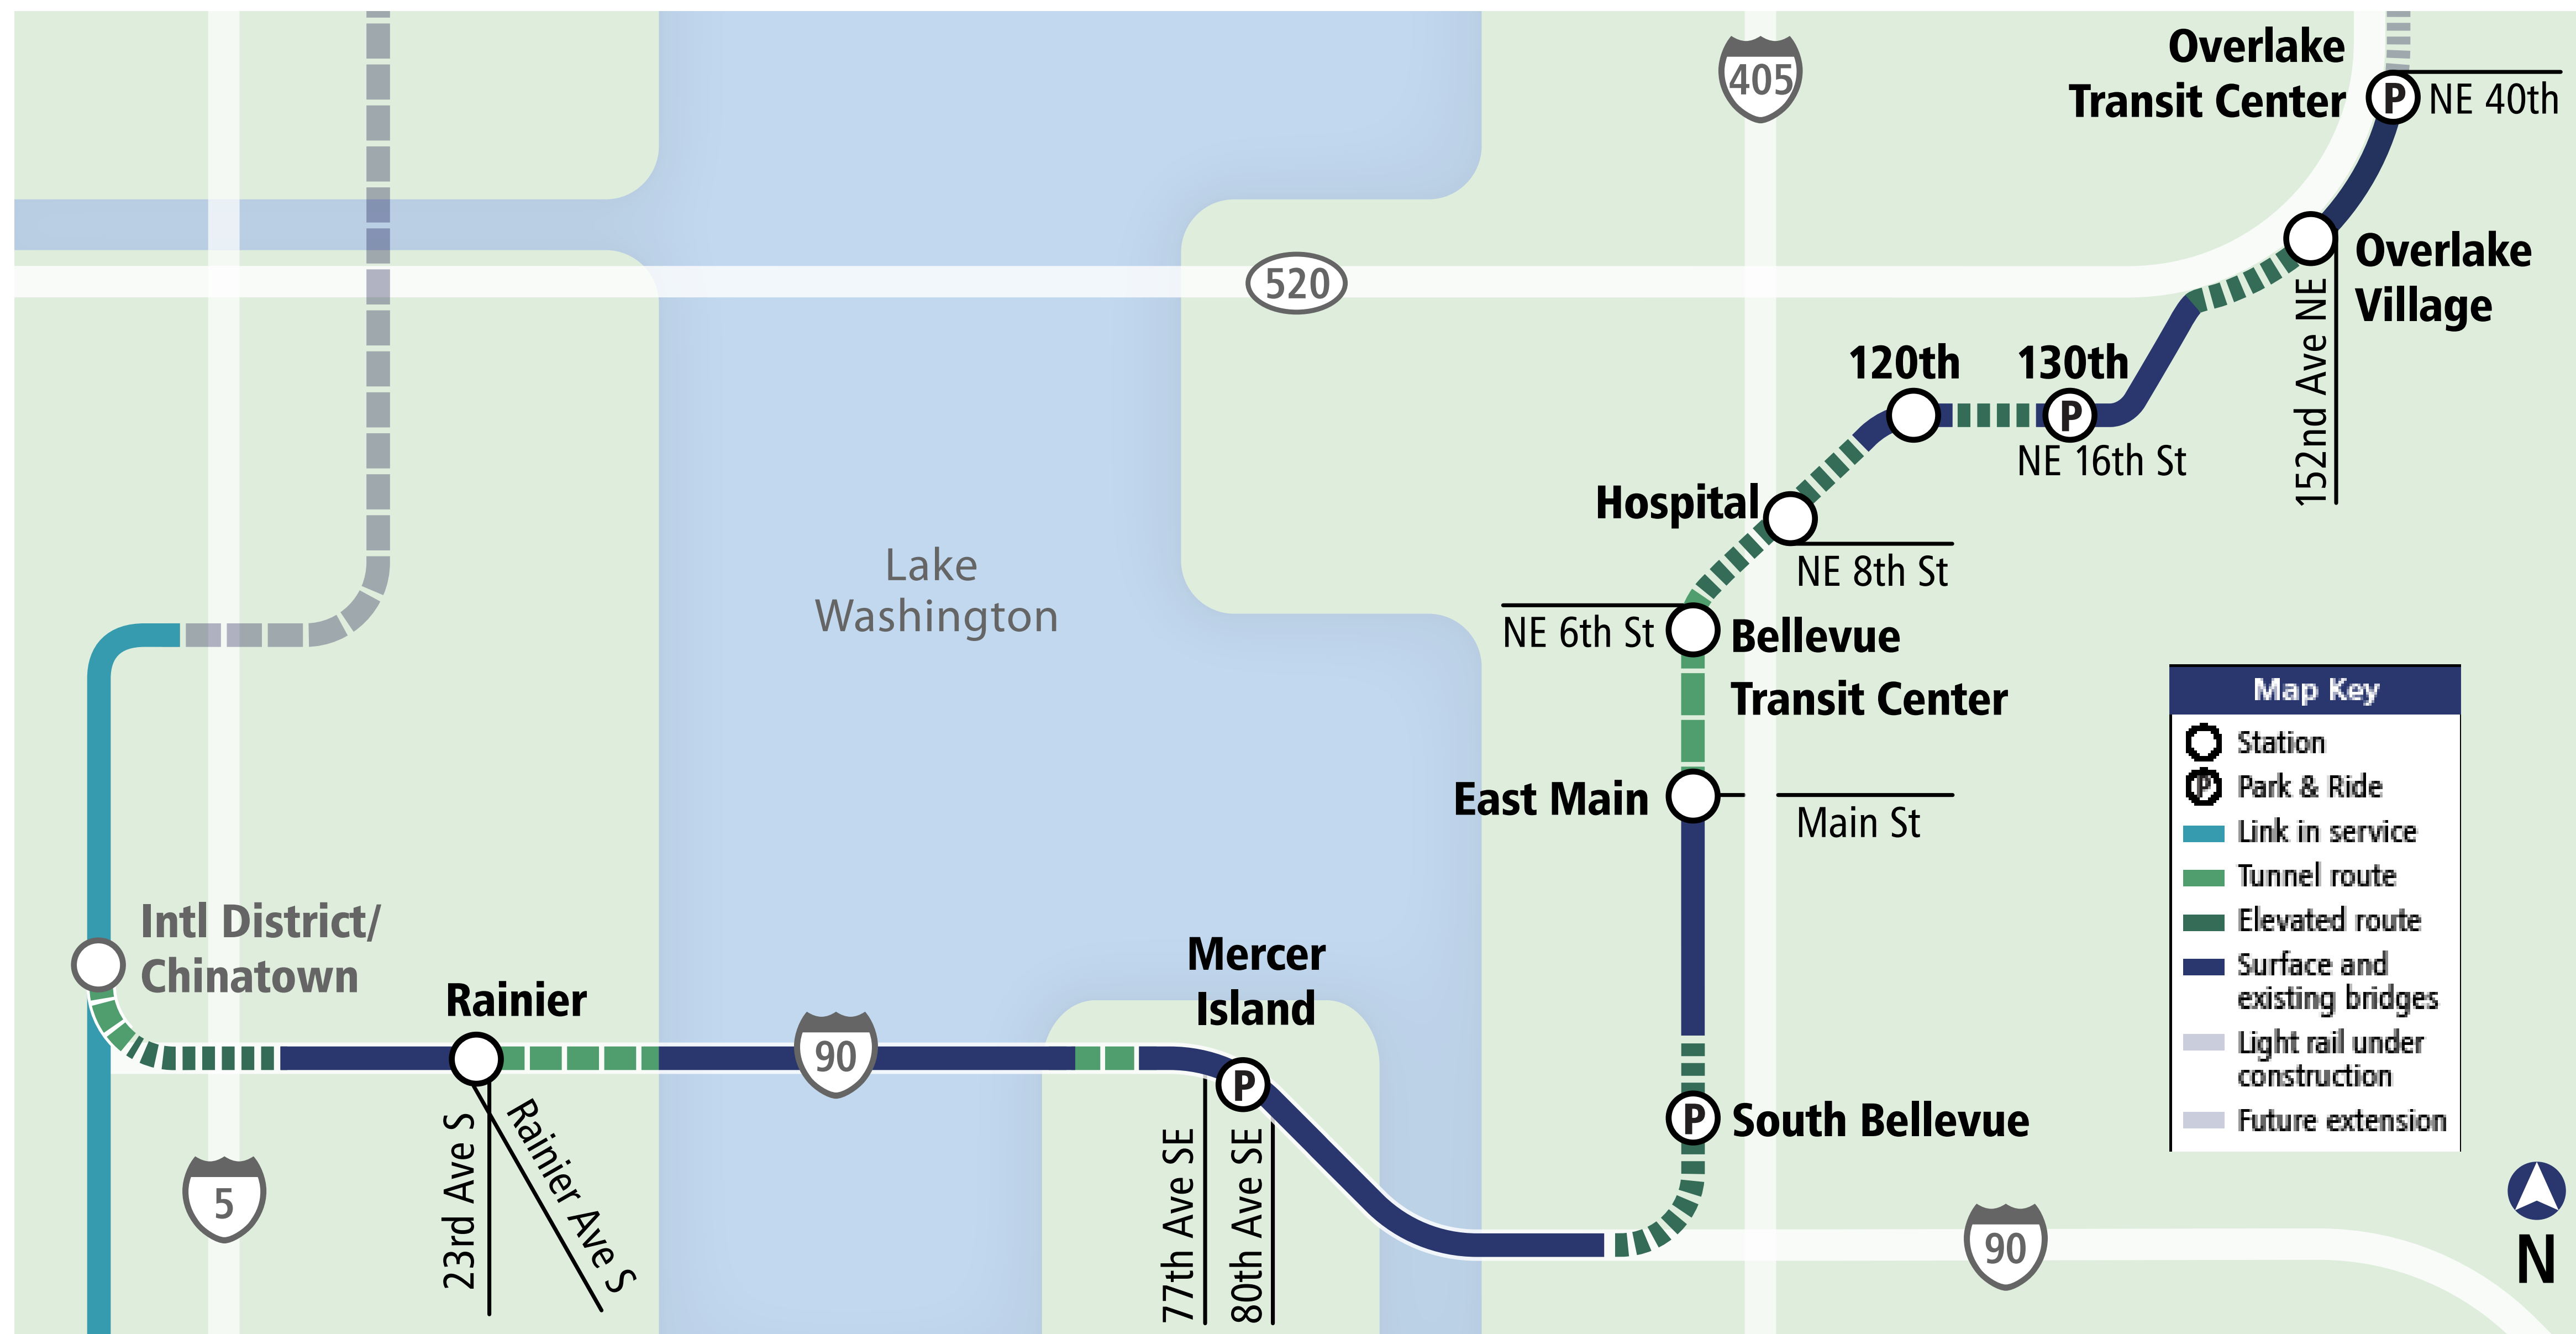 Overlake
Transit Center
P
NE 40th
405
520
Overlake
Village
152nd Ave NE
120th
130th
P
NE 16th St
Hospital
NE 8th St
Lake
Washington
NE 6th St
Bellevue
Transit Center
East Main
Main St
Map Key
Station
P
Park & Ride
Link in service
Tunnel route
Elevated route
Surface and
existing bridges
Light rail under
construction
Future extension
Intl District/
Chinatown
Rainier
Mercer
Island
90
P
P
South Bellevue
5
23rd Ave S
Rainier Ave S
77th Ave SE
80th Ave SE
90
N